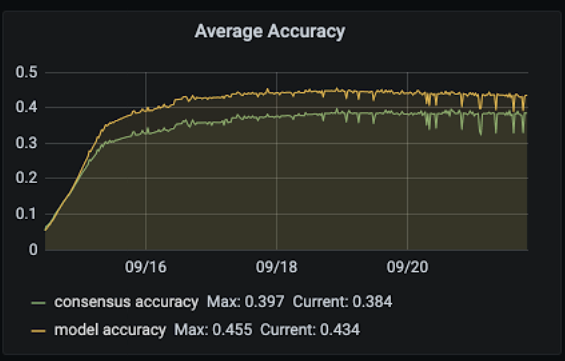 Average Accuracy
0.5
0.4
0.3
0.2
0.1
0
09/16 09/18 09/20
consensus accuracy Max: 0.397 Current: 0.384
model accuracy Max: 0.455 Current: 0.434